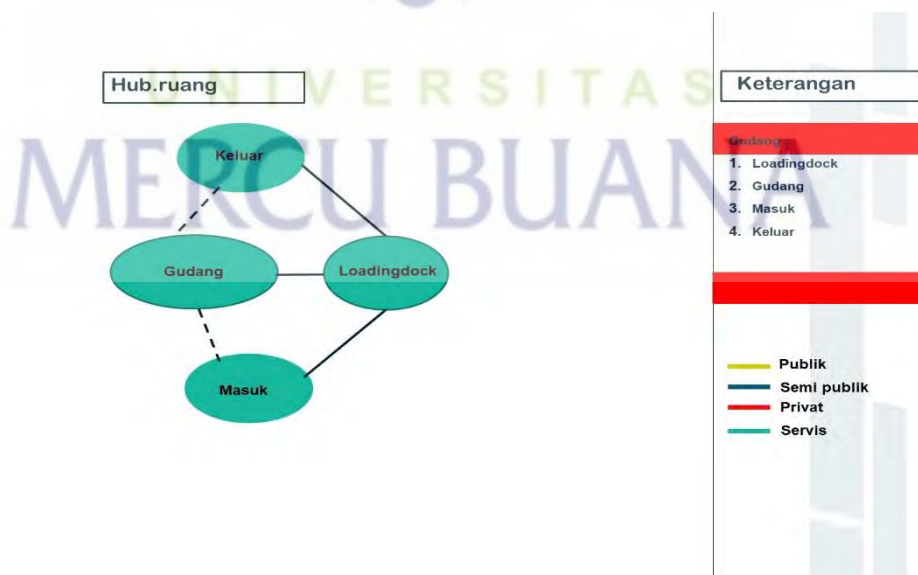 UNIVERSITAS
MERCU BUANA
Hub.ruang
Keluar
Gudang
Loadingdock
Masuk
Keterangan
Gudang
1. Loadingdock
2. Gudang
3. Masuk
4. Keluar
Publik
Semi publik
Privat
Servis